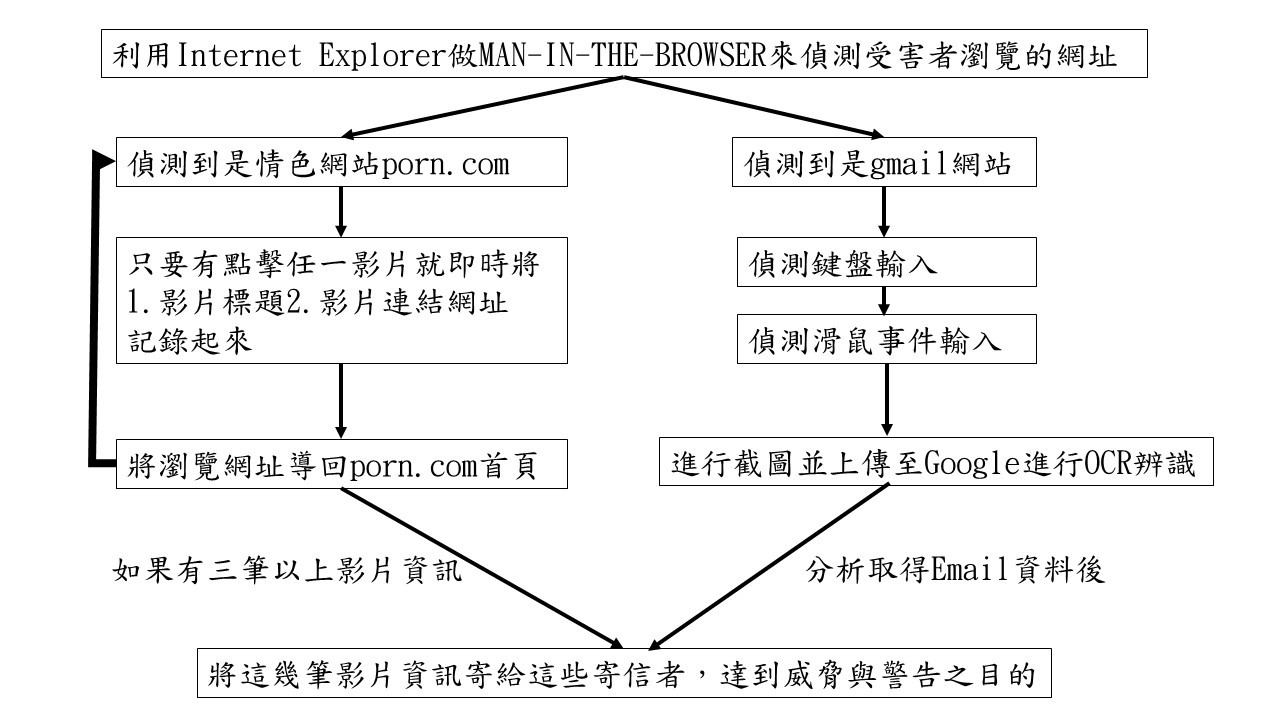 利用Internet Explorer做MAN-IN-THE-BROWSER來偵測受害者瀏覽的網址
偵測到是情色網站porn.com
偵測到是gmail網站
只要有點擊任一影片就即時將
1.影片標題2.影片連結網址
記錄起來
偵測鍵盤輸入
偵測滑鼠事件輸入
將瀏覽網址導回porn.com首頁
進行截圖並上傳至Google進行OCR辨識
如果有三筆以上影片資訊
分析取得Email資料後
將這幾筆影片資訊寄給這些寄信者，達到威脅與警告之目的